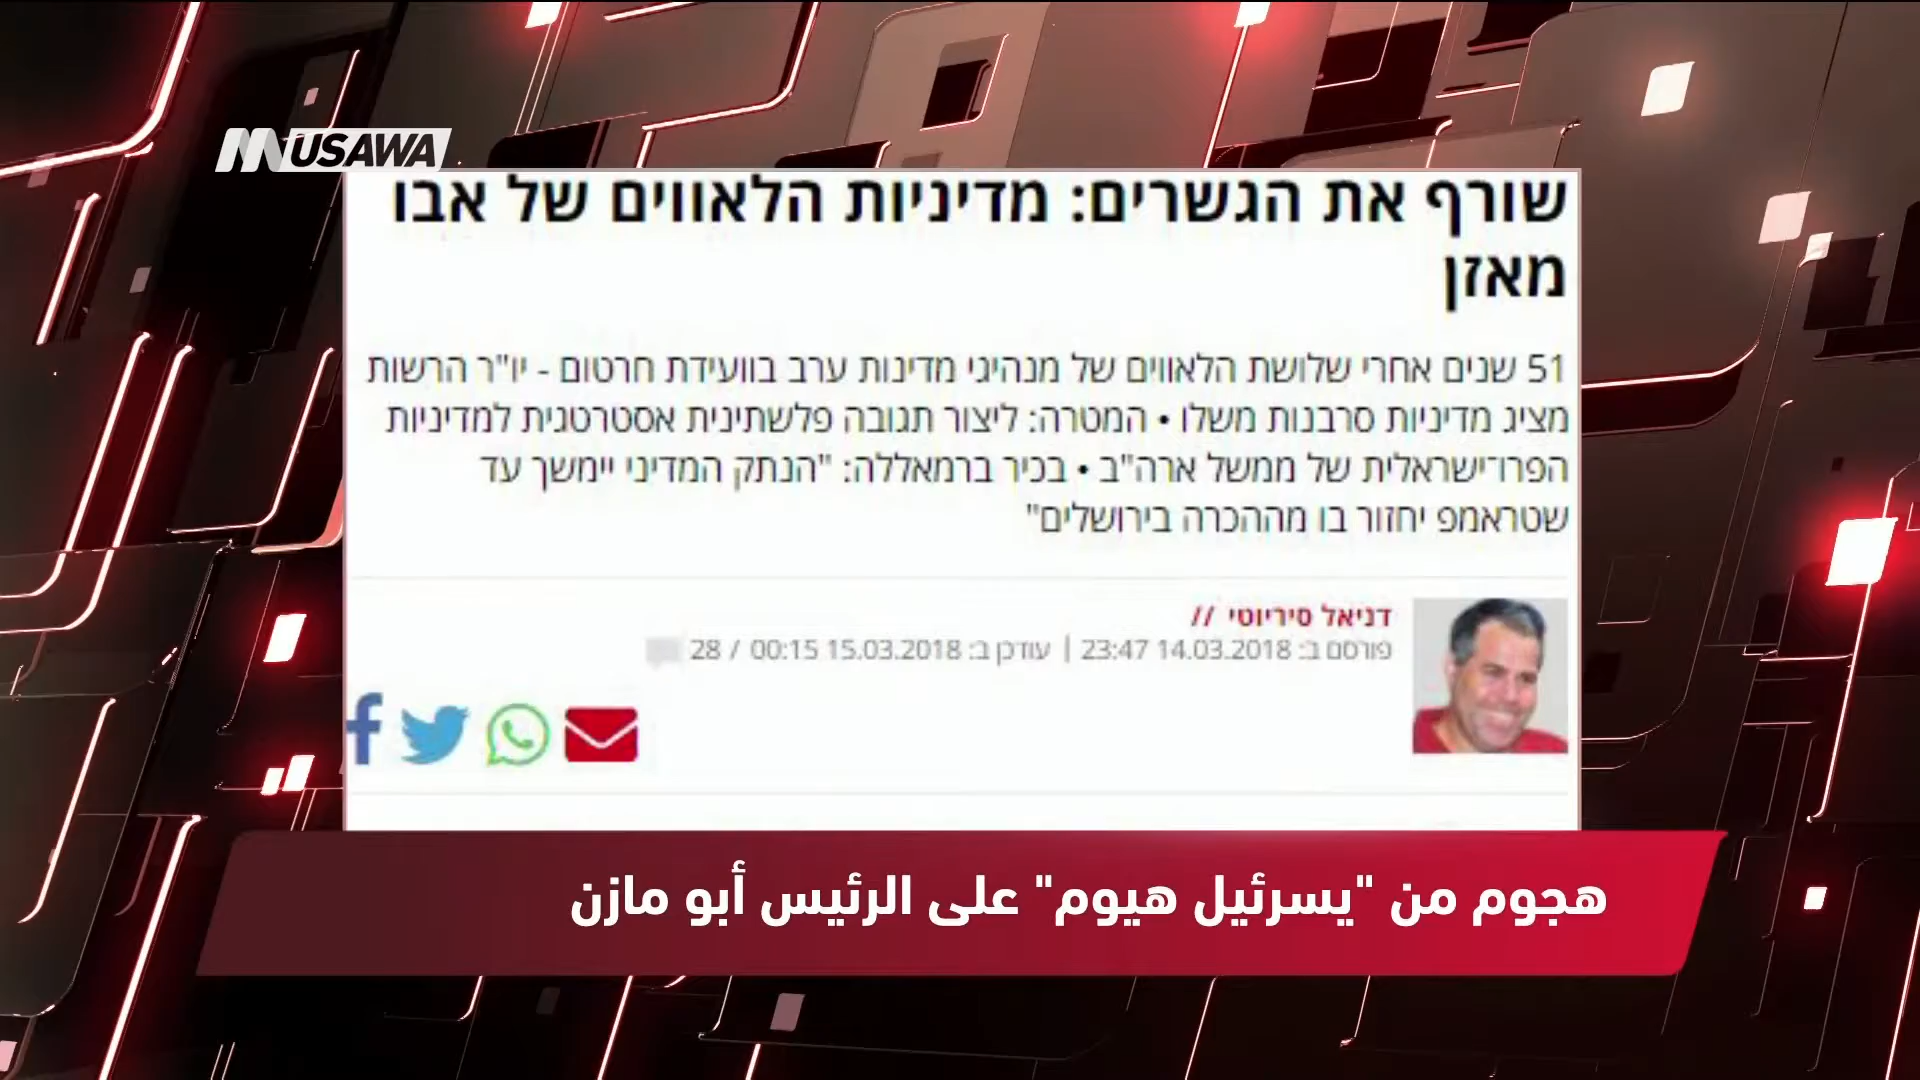 MUSAWA
שורף את הגשרים: מדיניות הלאווים של אבו
מאזן
51 שנים אחרי שלושת הלאווים של מנהיגי מדינות ערב בוועידת חרטום - יו"ר הרשות
מציג מדיניות סרבנות משלו • המטרה: ליצור תגובה פלשתינית אסטרטגית למדיניות
הפרו־ישראלית של ממשל ארה"ב • בכיר ברמאללה: "הנתק המדיני יימשך עד
שטראמפ יחזור בו מההכרה בירושלים"
דניאל סיריוטי //
פורסם ב: 14.03.2018 23:47 | עודכן ב: 15.03.2018 00:15 / 28
هجوم من "يسرئيل هيوم" على الرئيس أبو مازن